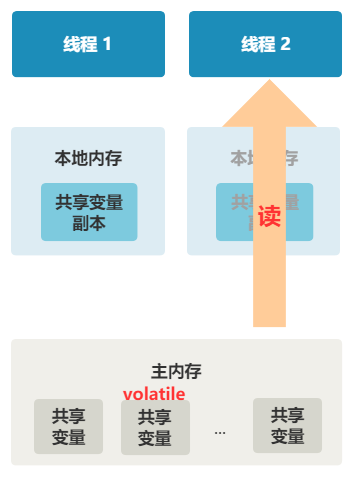 线程 1
线程 2
本地内存
本地内存
共享变量
副本
共享变量
副本
读
主内存
volatile
共享
变量
共享
变量
...
共享
变量